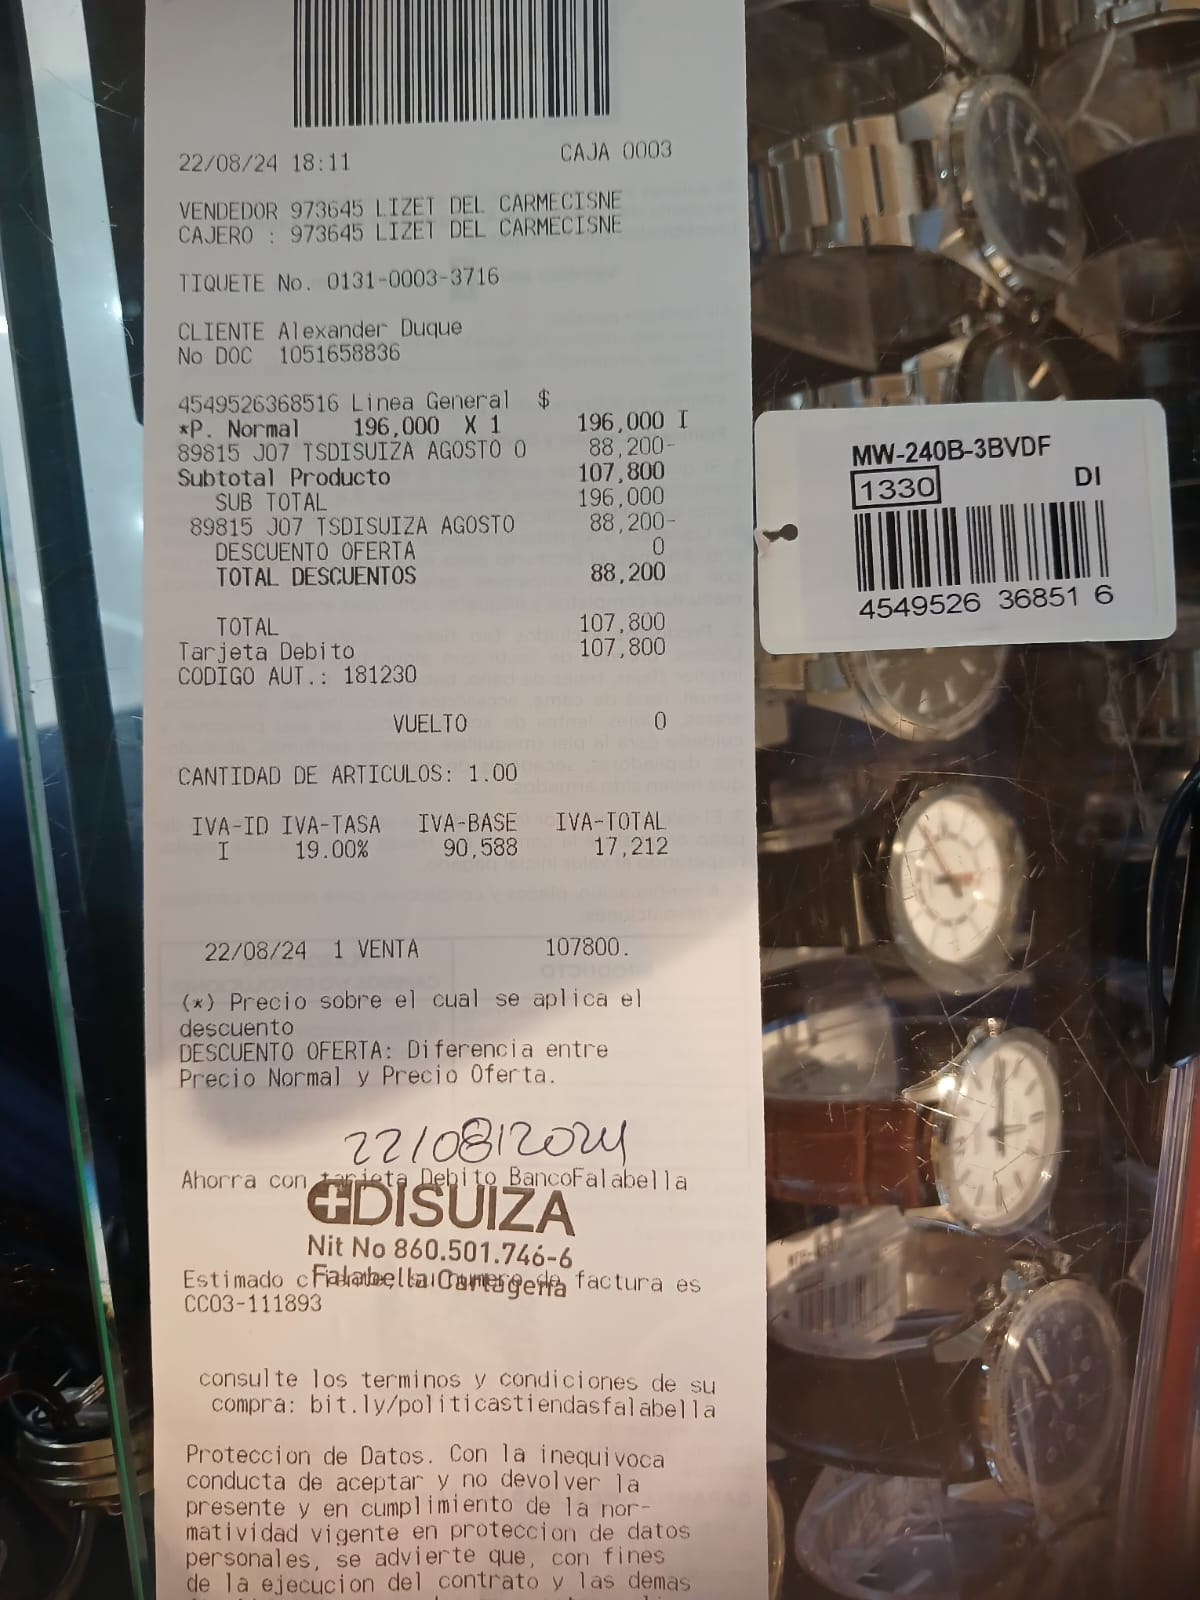 22/08/24 18:11 CAJA 0003
VENDEDOR 973645 LIZET DEL CARMECISNE
CAJERO : 973645 LIZET DEL CARMECISNE
TIQUETE No. 0131-0003-3716
CLIENTE Alexander Duque
No DOC 1051658836
4549526368516 Linea General $
*P. Normal 196,000 X 1 196,000 I
89815 J07 TSDISUIZA AGOSTO 0 88,200-
Subtotal Producto 107,800
SUB TOTAL 196,000
89815 J07 TSDISUIZA AGOSTO 88,200-
DESCUENTO OFERTA 0
TOTAL DESCUENTOS 88,200
TOTAL 107,800
Tarjeta Debito 107,800
CODIGO AUT.: 181230
VUELTO 0
CANTIDAD DE ARTICULOS: 1.00
IVA-ID IVA-TASA IVA-BASE IVA-TOTAL
I 19.00% 90,588 17,212
22/08/24 1 VENTA 107800.
(*) Precio sobre el cual se aplica el
descuento
DESCUENTO OFERTA: Diferencia entre
Precio Normal y Precio Oferta.
22/08/2024
Ahorra con tarjeta Debito BancoFalabella
DISUIZA
Nit No 860.501.746-6
Falabella Cartagena
Estimado de factura es
CC03-111893
consulte los terminos y condiciones de su
compra: bit.ly/politicastiendasfalabella
Proteccion de Datos. Con la inequivoca
conducta de aceptar y no devolver la
presente y en cumplimiento de la nor-
matividad vigente en proteccion de datos
personales, se advierte que, con fines
de la ejecucion del contrato y las demas
MW-240B-3BVDF
1330 DI
4549526 36851 6